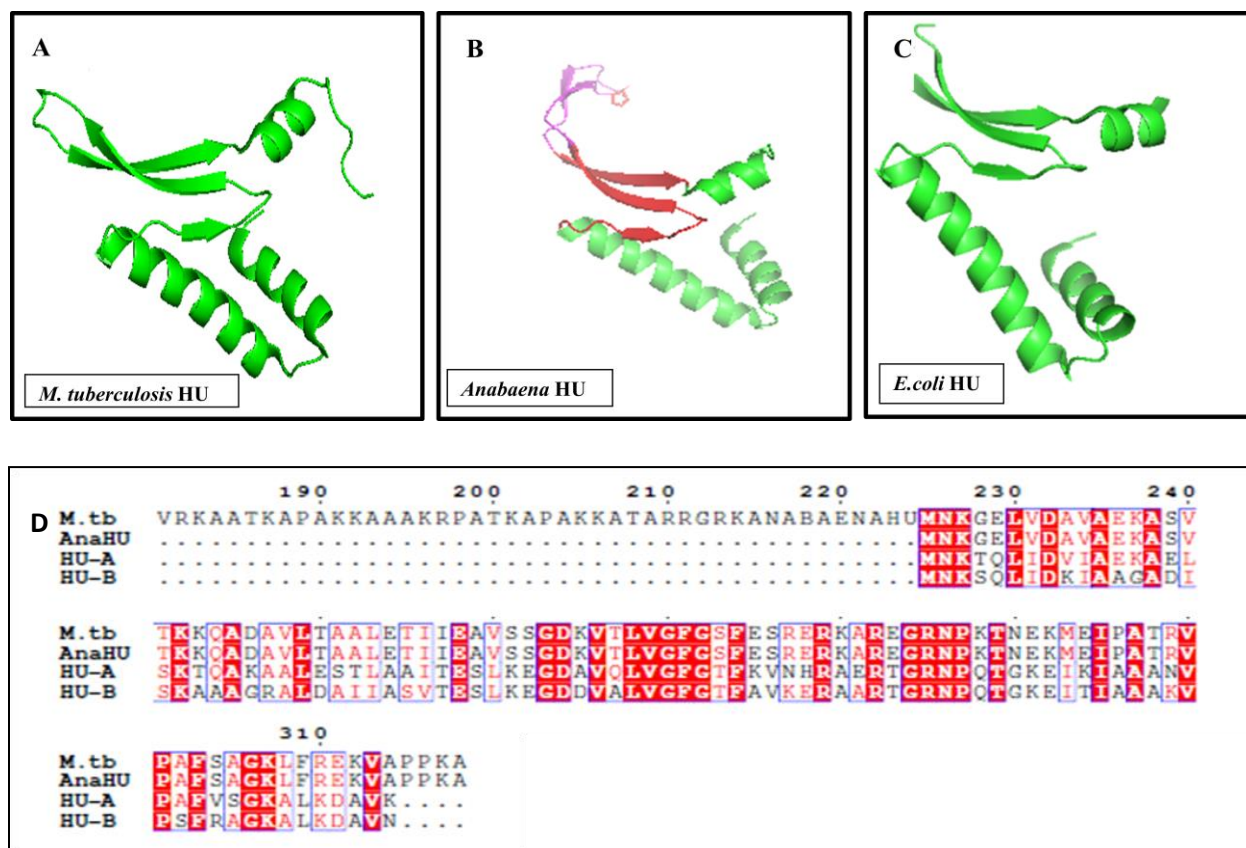 A
M. tuberculosis HU
B
Anabaena HU
C
E.coli HU
D
190 200 210 220 230 240
M.tb VRKAATKAPAKKAAAKRPATKAPAKKATARRGRKANABAENAHUMNKGELVDAVAEKASV
AnaHU ...........................................MNKGELVDAVAEKASV
HU-A ...........................................MNKTQLIDVIAEKAEL
HU-B ...........................................MNKSQLIDKIAAGADI
M.tb TKKQADAVLTAALETIIEAVSSGDKVTLVGFGSFESRERKAREGRNPKTNEKMEIPATRV
AnaHU TKKQADAVLTAALETIIEAVSSGDKVTLVGFGSFESRERKAREGRNPKTNEKMEIPATRV
HU-A SKTQAKAALESTLAAITESLKEGDAVQLVGFGTFKVNHRAERTGRNPQTGKEIKIAAANV
HU-B SKAAAGRALDAIIASVTESLKEGDDVALVGFGTFAVKERAARTGRNPQTGKEITIAAAKV
310
M.tb PAFSAGKLFREKVAPPKA
AnaHU PAFSAGKLFREKVAPPKA
HU-A PAFVSGKALKDAVK....
HU-B PSFRAGKALKDAVN....